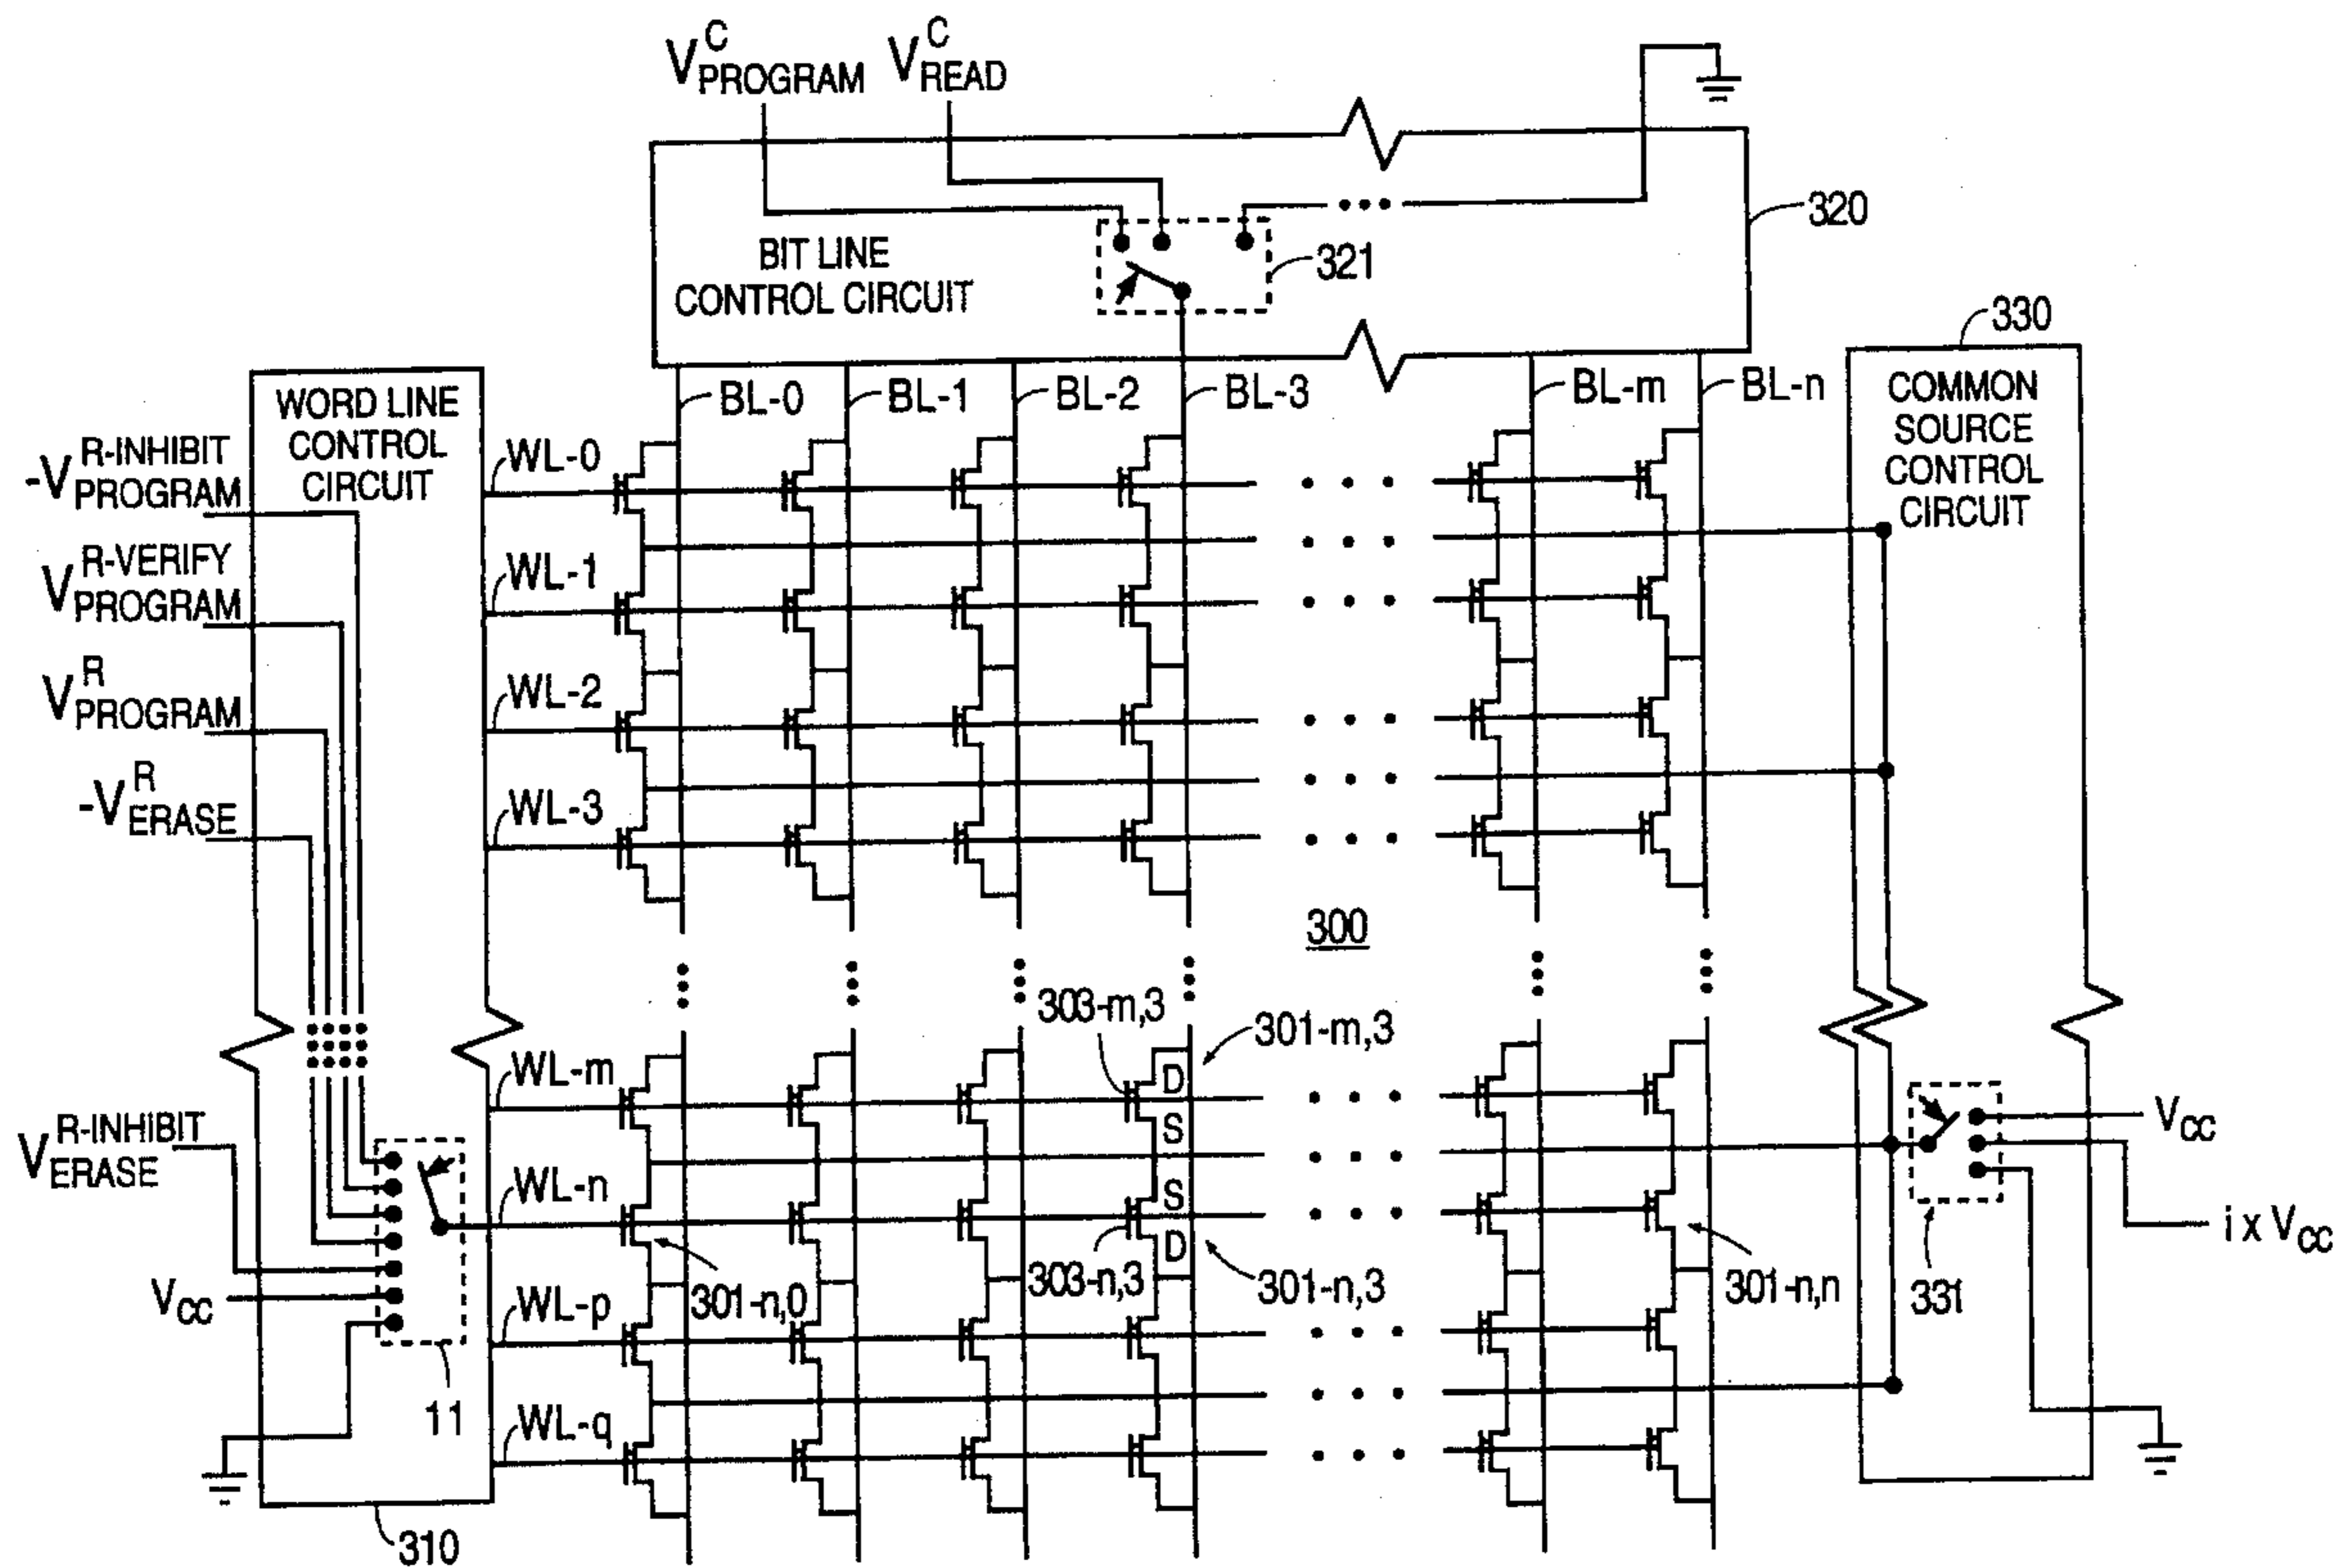 V^C_PROGRAM V^C_READ
320
BIT LINE
CONTROL CIRCUIT
321
330
WORD LINE
CONTROL
CIRCUIT
BL-0 BL-1 BL-2 BL-3 BL-m BL-n
COMMON
SOURCE
CONTROL
CIRCUIT
-V^R-INHIBIT_PROGRAM
WL-0
V^R-VERIFY_PROGRAM
WL-1
V^R_PROGRAM
WL-2
-V^R_ERASE
WL-3
300
303-m,3
301-m,3
WL-m
D
S
V_CC
V^R-INHIBIT_ERASE
WL-n
S
D
303-n,3
301-n,3
301-n,0
301-n,n
331
i x V_CC
V_CC
WL-p
11
WL-q
310